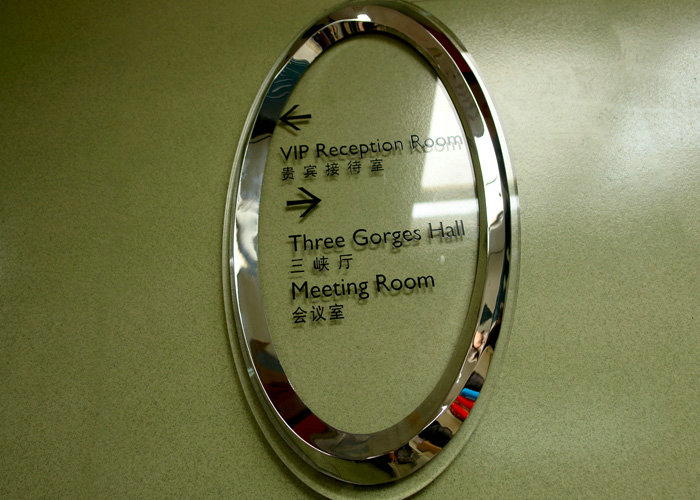 ←
VIP Reception Room
贵宾接待室
→
Three Gorges Hall
三峡厅
Meeting Room
会议室